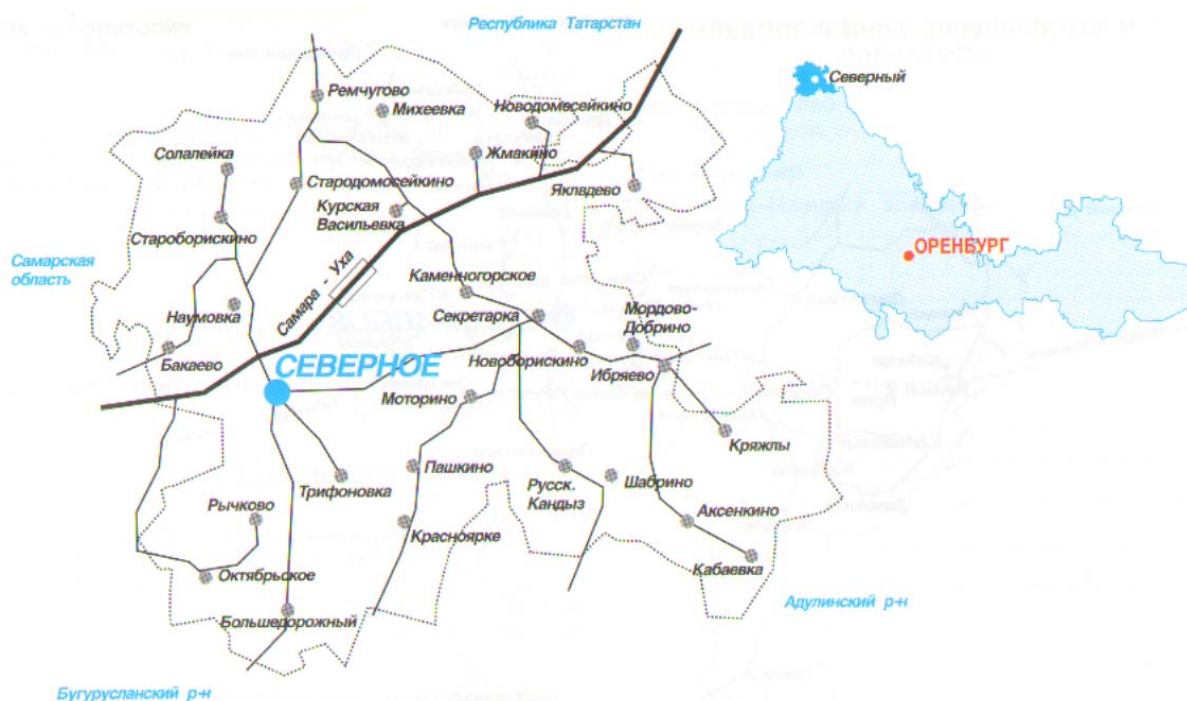 Республика Татарстан
Северный
Ремчугово
Михеевка
Новодомесейкино
Солалейка
Жмакино
Стародомосейкино
Яклвдево
Курская
Васильевка
Староборискино
ОРЕНБУРГ
Самарская
область
Самара - Уха
Каменногорское
Наумовка
Секретарка
Мордово-
Добрино
Бакаево
СЕВЕРНОЕ
Новоборискино
Ибряево
Моторино
Кряжлы
Пашкино
Трифоновка
Русск.
Кандыз
Шабрино
Рычково
Аксенкино
Красноярке
Октябрьское
Кабаевка
Адулинский р-н
Большедорожный
Бугурусланский р-н